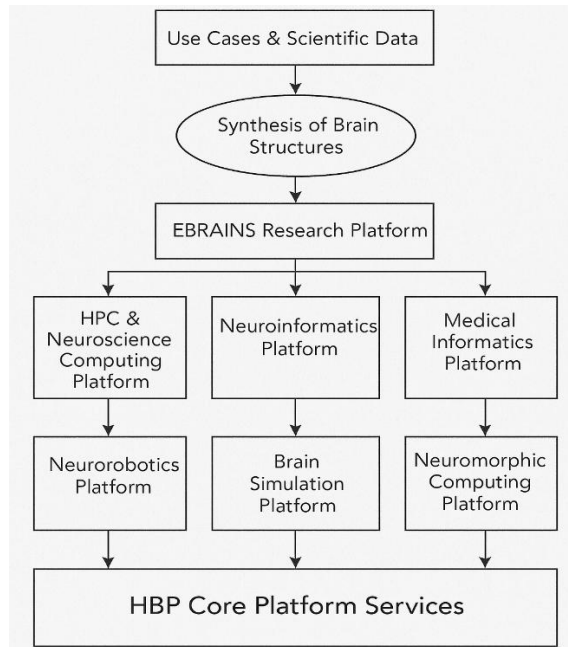 Use Cases & Scientific Data
Synthesis of Brain
Structures
EBRAINS Research Platform
HPC &
Neuroscience
Computing
Platform
Neuroinformatics
Platform
Medical
Informatics
Platform
Neurorobotics
Platform
Brain
Simulation
Platform
Neuromorphic
Computing
Platform
HBP Core Platform Services